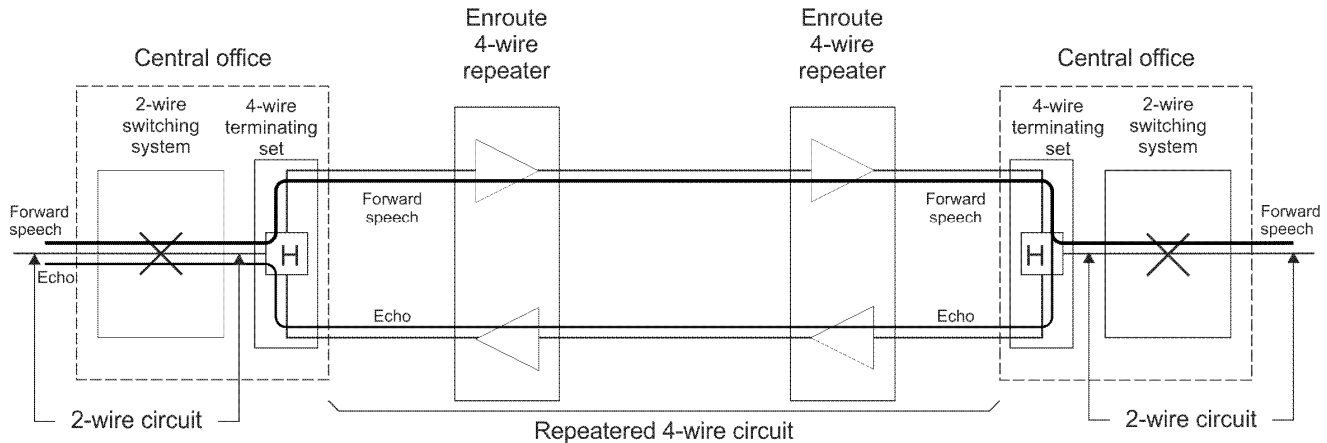 Enroute
4-wire
repeater
Enroute
4-wire
repeater
Central office
Central office
2-wire
switching
system
4-wire
terminating
set
4-wire
terminating
set
2-wire
switching
system
Forward
speech
Forward
speech
Forward
speech
Forward
speech
H
H
Echo
Echo
Echo
2-wire circuit
Repeatered 4-wire circuit
2-wire circuit